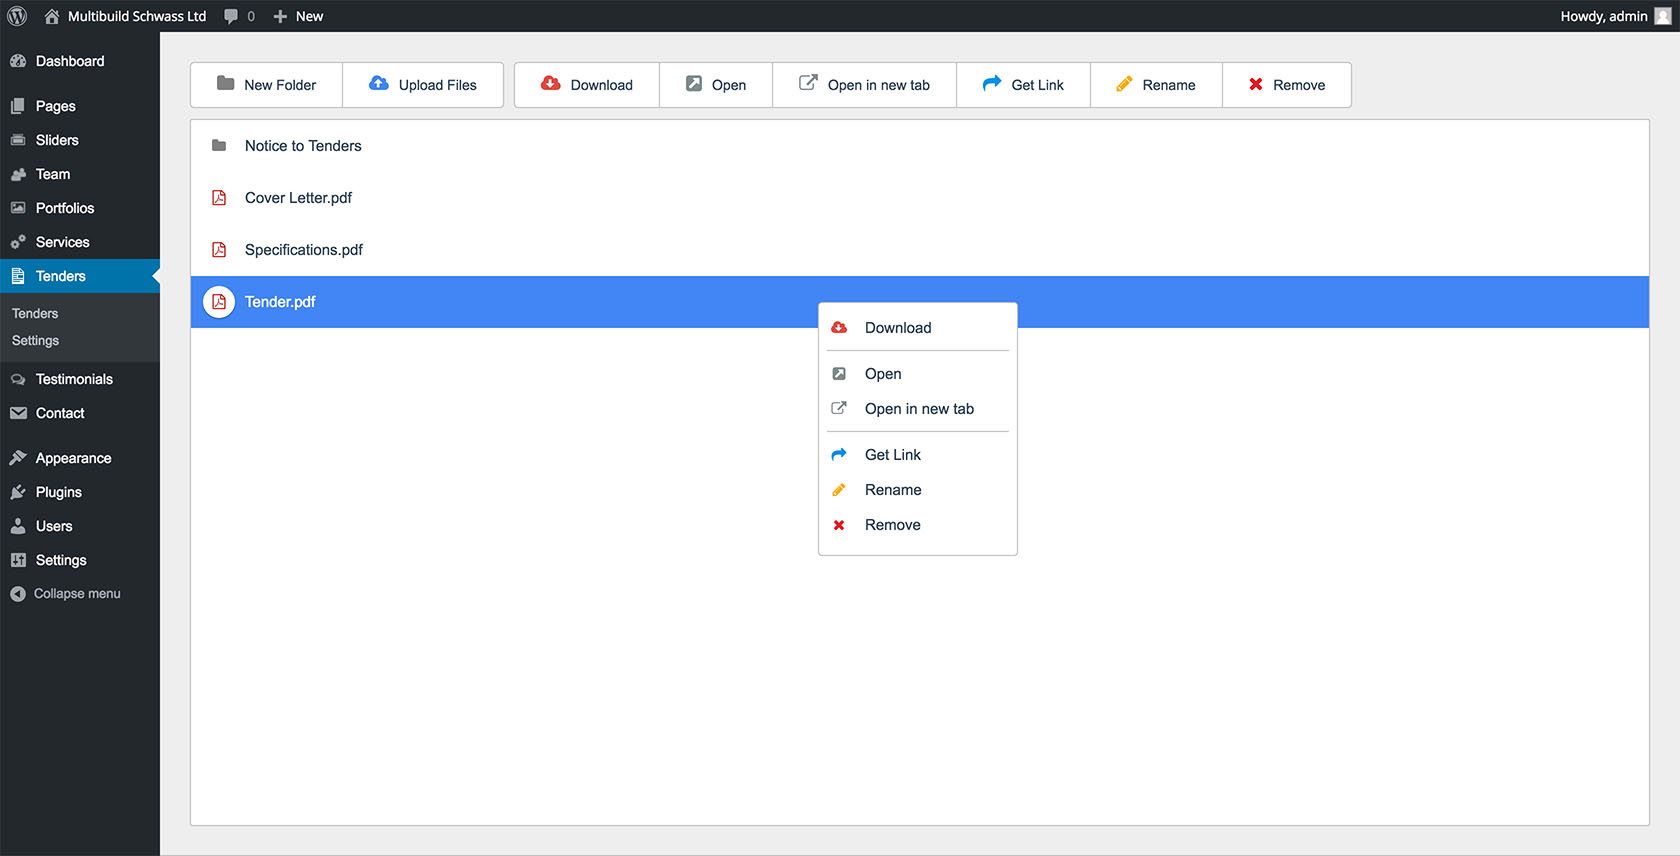 Multibuild Schwass Ltd 0 New Howdy, admin
Dashboard
Pages
Sliders
Team
Portfolios
Services
Tenders
Tenders
Settings
Testimonials
Contact
Appearance
Plugins
Users
Settings
Collapse menu
New Folder Upload Files Download Open Open in new tab Get Link Rename Remove
Notice to Tenders
Cover Letter.pdf
Specifications.pdf
Tender.pdf
Download
Open
Open in new tab
Get Link
Rename
Remove